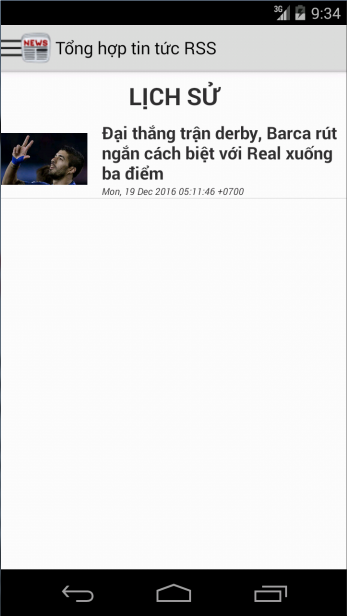 3G 9:34
NEWS Tổng hợp tin tức RSS
LỊCH SỬ
Đại thắng trận derby, Barca rút
ngắn cách biệt với Real xuống
ba điểm
Mon, 19 Dec 2016 05:11:46 +0700